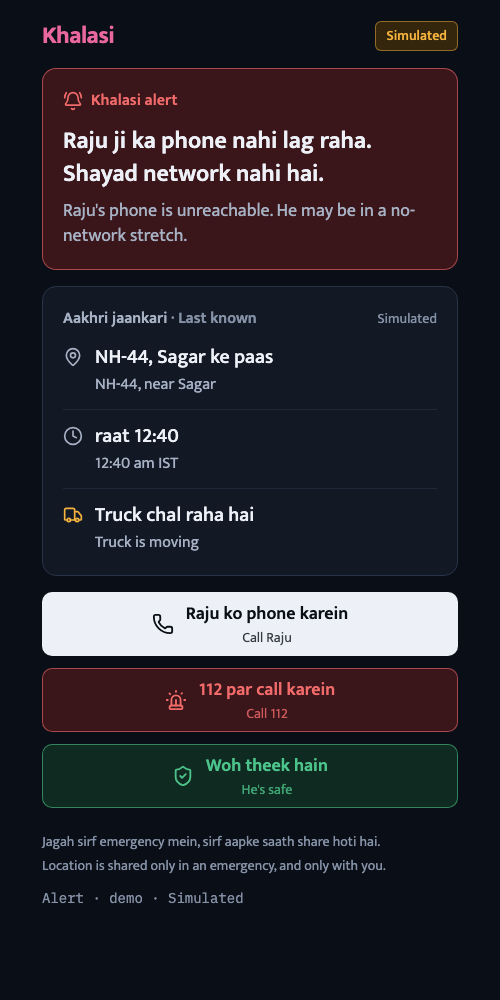 Khalasi
Simulated
Khalasi alert
Raju ji ka phone nahi lag raha.
Shayad network nahi hai.
Raju's phone is unreachable. He may be in a no-
network stretch.
Aakhri jaankari · Last known
Simulated
NH-44, Sagar ke paas
NH-44, near Sagar
raat 12:40
12:40 am IST
Truck chal raha hai
Truck is moving
Raju ko phone karein
Call Raju
112 par call karein
Call 112
Woh theek hain
He's safe
Jagah sirf emergency mein, sirf aapke saath share hoti hai.
Location is shared only in an emergency, and only with you.
Alert · demo · Simulated